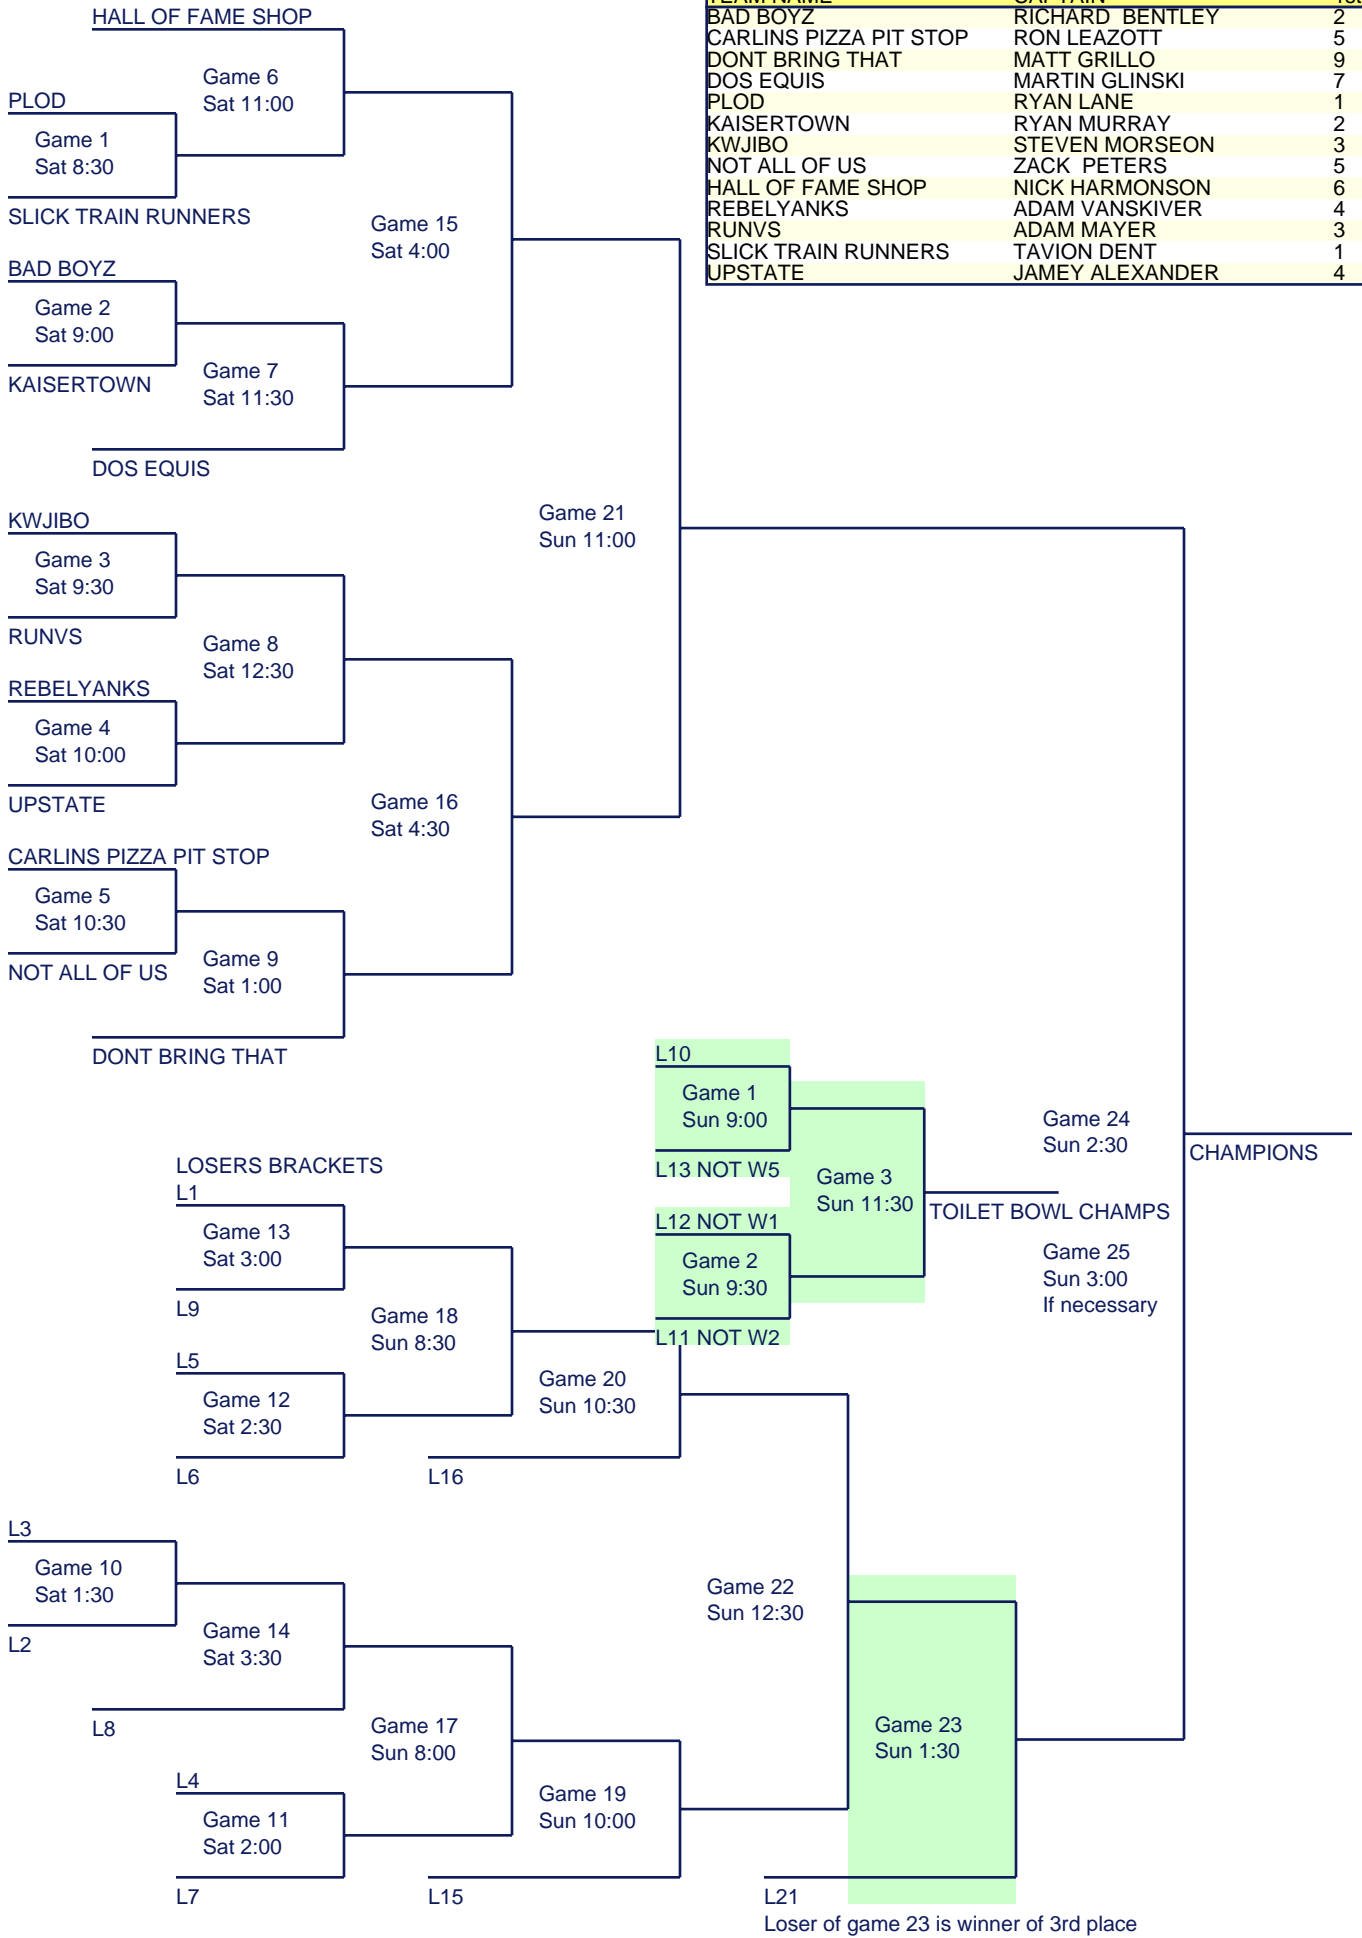 HALL OF FAME SHOP
Game 6
Sat 11:00
PLOD
Game 1
Sat 8:30
SLICK TRAIN RUNNERS
Game 15
Sat 4:00
BAD BOYZ
Game 2
Sat 9:00
KAISERTOWN
Game 7
Sat 11:30
DOS EQUIS
KWJIBO
Game 3
Sat 9:30
RUNVS
Game 8
Sat 12:30
REBELYANKS
Game 4
Sat 10:00
UPSTATE
Game 21
Sun 11:00
Game 16
Sat 4:30
CARLINS PIZZA PIT STOP
Game 5
Sat 10:30
NOT ALL OF US
Game 9
Sat 1:00
DONT BRING THAT
TEAM NAME CAPTAIN
BAD BOYZ RICHARD BENTLEY 2
CARLINS PIZZA PIT STOP RON LEAZOTT 5
DONT BRING THAT MATT GRILLO 9
DOS EQUIS MARTIN GLINSKI 7
PLOD RYAN LANE 1
KAISERTOWN RYAN MURRAY 2
KWJIBO STEVEN MORSEON 3
NOT ALL OF US ZACK PETERS 5
HALL OF FAME SHOP NICK HARMONSON 6
REBELYANKS ADAM VANSKIVER 4
RUNVS ADAM MAYER 3
SLICK TRAIN RUNNERS TAVION DENT 1
UPSTATE JAMEY ALEXANDER 4
L10
Game 1
Sun 9:00
L13 NOT W5
Game 3
Sun 11:30
L12 NOT W1
Game 2
Sun 9:30
L11 NOT W2
TOILET BOWL CHAMPS
Game 24
Sun 2:30
CHAMPIONS
Game 25
Sun 3:00
If necessary
LOSERS BRACKETS
L1
Game 13
Sat 3:00
L9
Game 18
Sun 8:30
L5
Game 12
Sat 2:30
L6
Game 20
Sun 10:30
L16
L3
Game 10
Sat 1:30
L2
Game 14
Sat 3:30
L8
Game 17
Sun 8:00
L4
Game 11
Sat 2:00
L7
Game 19
Sun 10:00
L15
Game 22
Sun 12:30
Game 23
Sun 1:30
L21
Loser of game 23 is winner of 3rd place